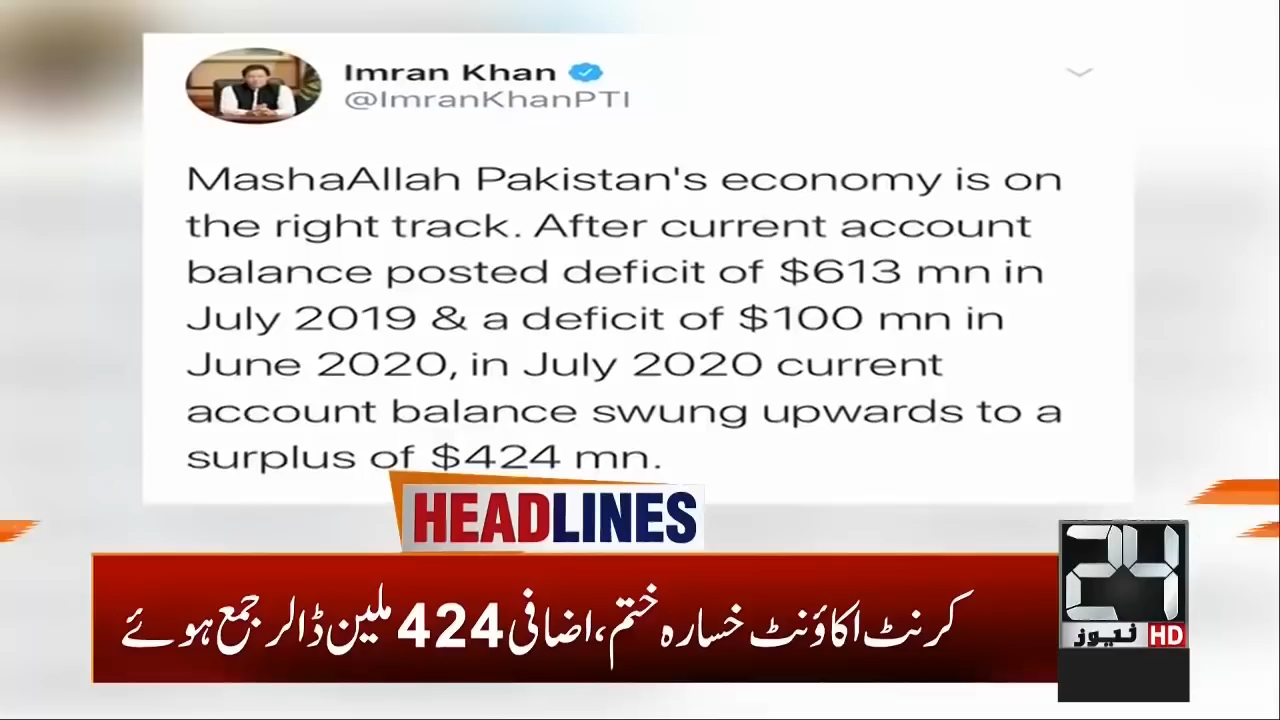 Imran Khan
@ImranKhanPTI
MashaAllah Pakistan's economy is on
the right track. After current account
balance posted deficit of $613 mn in
July 2019 & a deficit of $100 mn in
June 2020, in July 2020 current
account balance swung upwards to a
surplus of $424 mn.
HEADLINES
کرنٹ اکاؤنٹ خسارہ ختم، اضافی 424 ملین ڈالر جمع ہوئے
24
نیوز HD